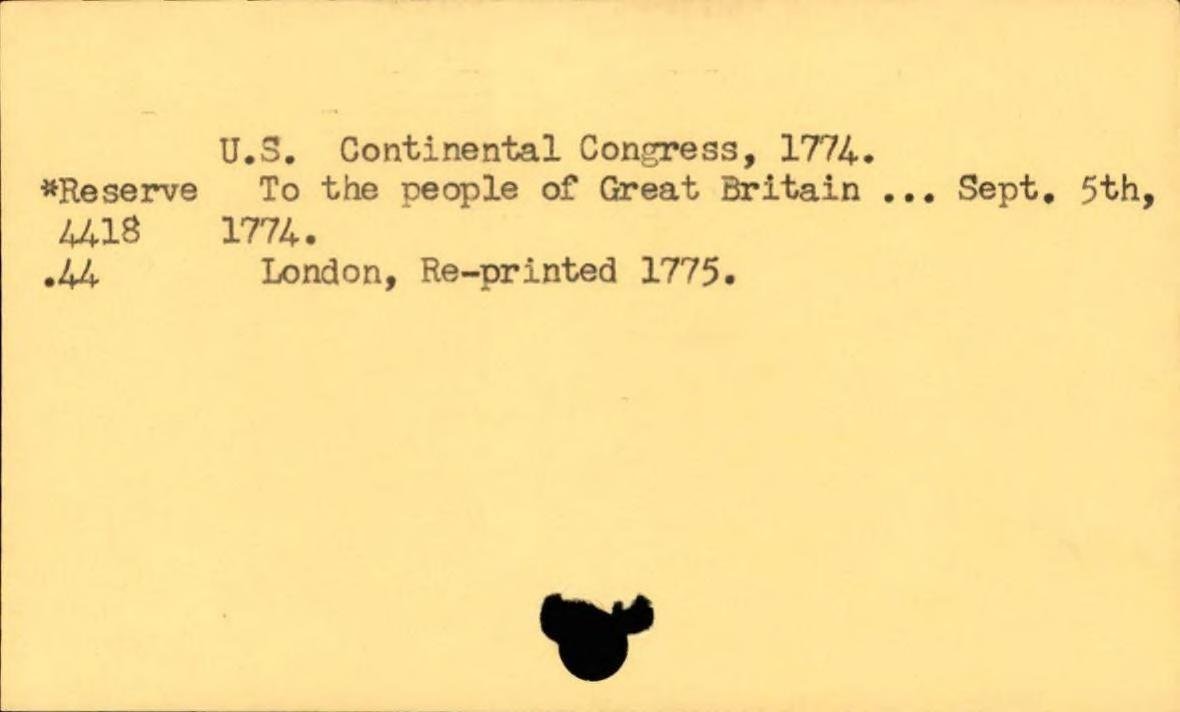 U.S. Continental Congress, 1774.
*Reserve To the people of Great Britain ... Sept. 5th,
4418 1774.
.44 London, Re-printed 1775.